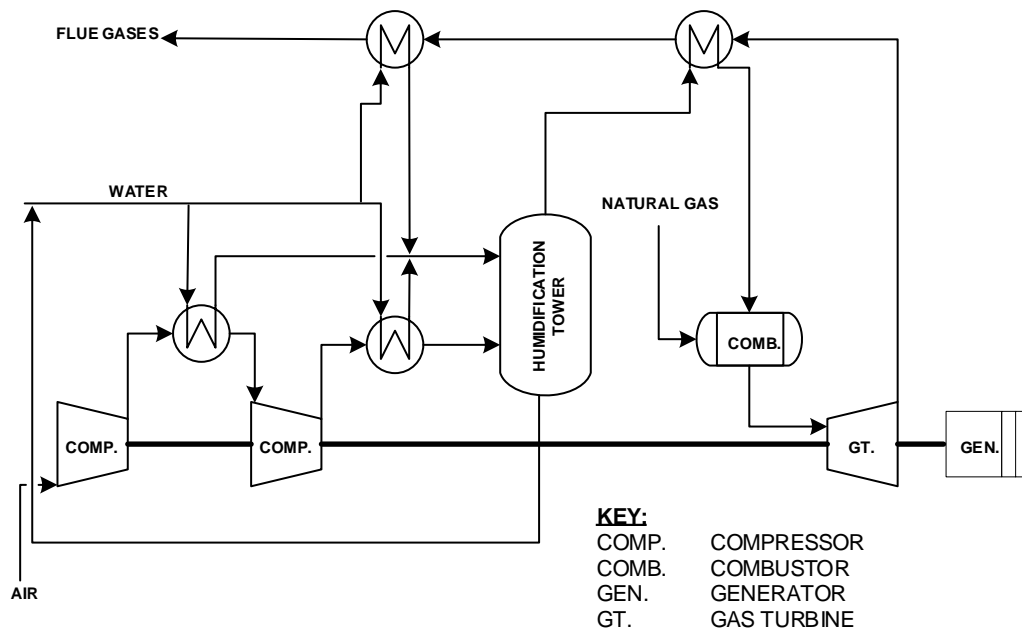 FLUE GASES
WATER
NATURAL GAS
HUMIDIFICATION
TOWER
COMB.
COMP.
COMP.
GT.
GEN.
AIR
KEY:
COMP. COMPRESSOR
COMB. COMBUSTOR
GEN. GENERATOR
GT. GAS TURBINE